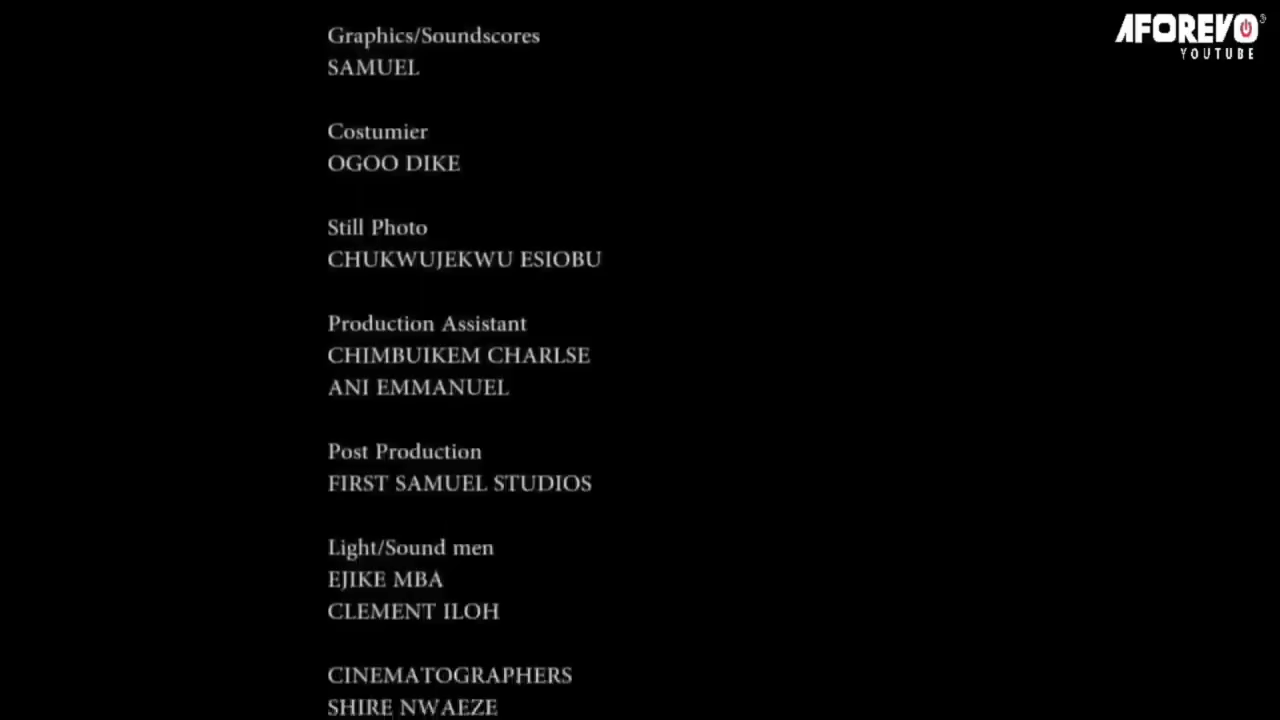 Graphics/Soundscores
SAMUEL
Costumier
OGOO DIKE
Still Photo
CHUKWUJEKWU ESIOBU
Production Assistant
CHIMBUIKEM CHARLSE
ANI EMMANUEL
Post Production
FIRST SAMUEL STUDIOS
Light/Sound men
EJIKE MBA
CLEMENT ILOH
CINEMATOGRAPHERS
SHIRE NWAEZE
AFOREVO®
YOUTUBE